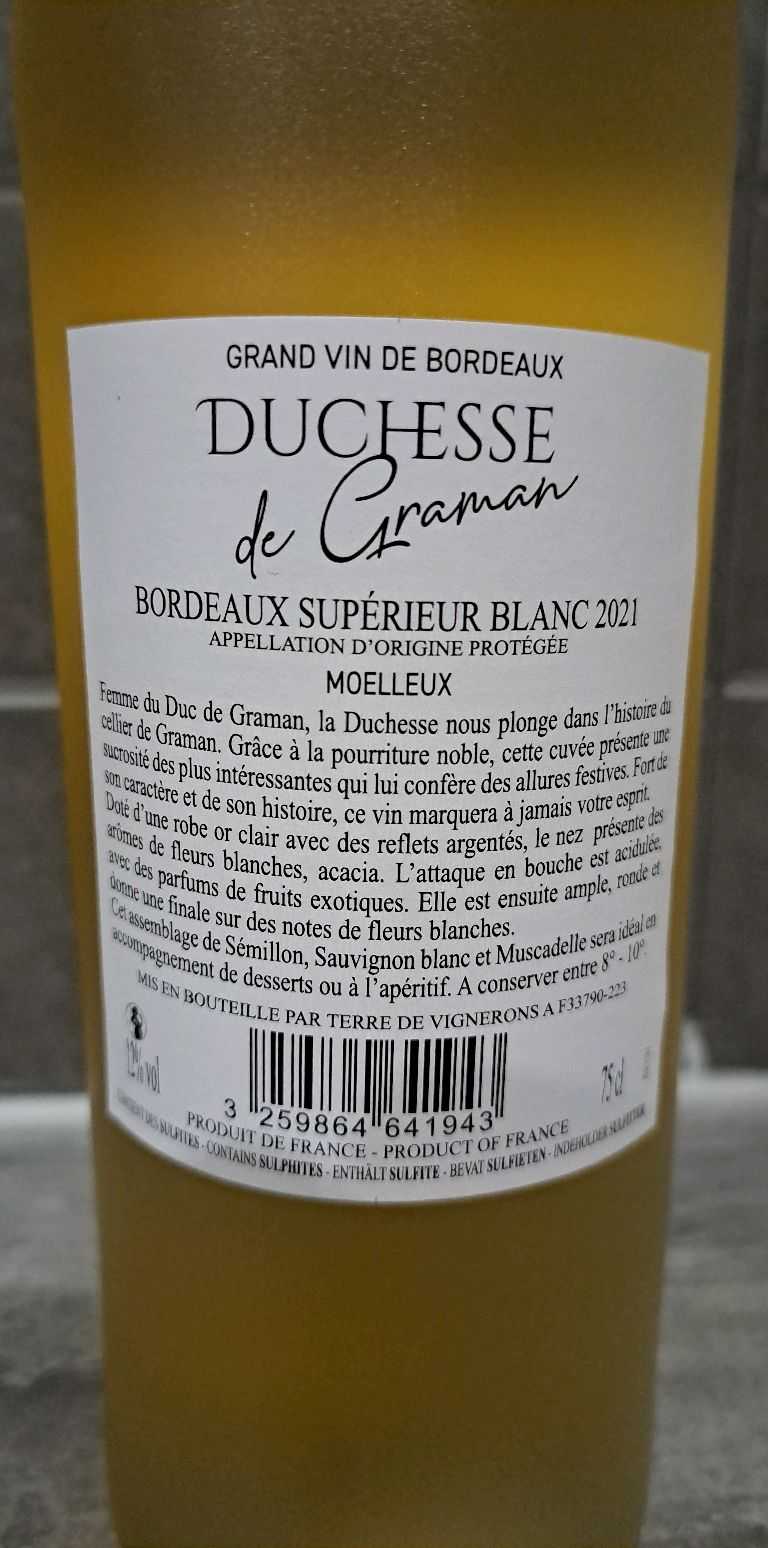 GRAND VIN DE BORDEAUX
DUCHESSE
de Graman
BORDEAUX SUPÉRIEUR BLANC 2021
APPELLATION D'ORIGINE PROTÉGÉE
MOELLEUX
Femme du Duc de Graman, la Duchesse nous plonge dans l'histoire du
cellier de Graman. Grâce à la pourriture noble, cette cuvée présente une
sucrosité des plus intéressantes qui lui confère des allures festives. Fort de
son caractère et de son histoire, ce vin marquera à jamais votre esprit.
Doté d'une robe or clair avec des reflets argentés, le nez présente des
arômes de fleurs blanches, acacia. L'attaque en bouche est acidulée,
avec des parfums de fruits exotiques. Elle est ensuite ample, ronde et
donne une finale sur des notes de fleurs blanches.
Cet assemblage de Sémillon, Sauvignon blanc et Muscadelle sera idéal en
accompagnement de desserts ou à l'apéritif. A conserver entre 8° - 10°.
MIS EN BOUTEILLE PAR TERRE DE VIGNERONS A F33790-223
12% vol
75 cl
3 259864 641943
PRODUIT DE FRANCE - PRODUCT OF FRANCE
DES SULFITES - CONTAINS SULPHITES - ENTHÄLT SULFITE - BEVAT SULFIETEN - INDEHOLDER SULFITTER